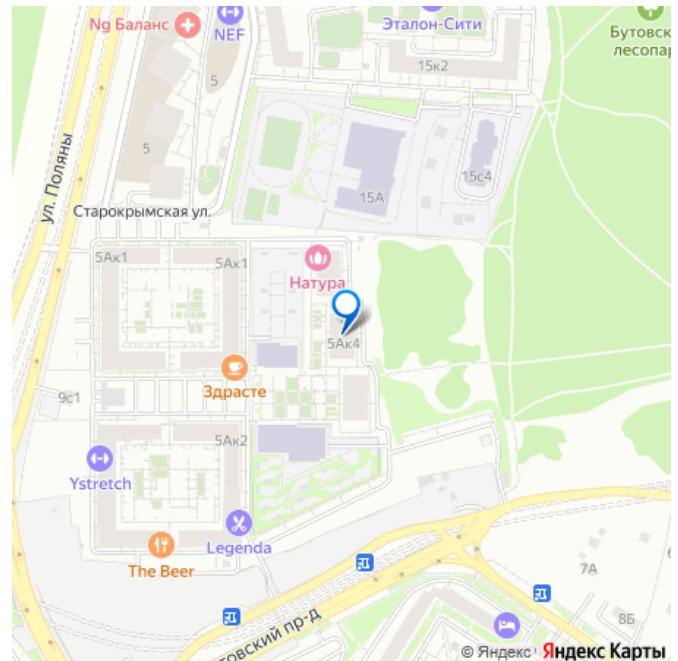 Ng Баланс
NEF
Эталон-Сити
Бутовск
лесопар
15к2
5
5
ул. Поляны
15А
15с4
Старокрымская ул.
5Ак1
5Ак1
Натура
5Ак4
Здрасте
9с1
5Ак2
Ystretch
Legenda
The Beer
7А
8Б
товский пр-д
© Яндекс Яндекс Карты